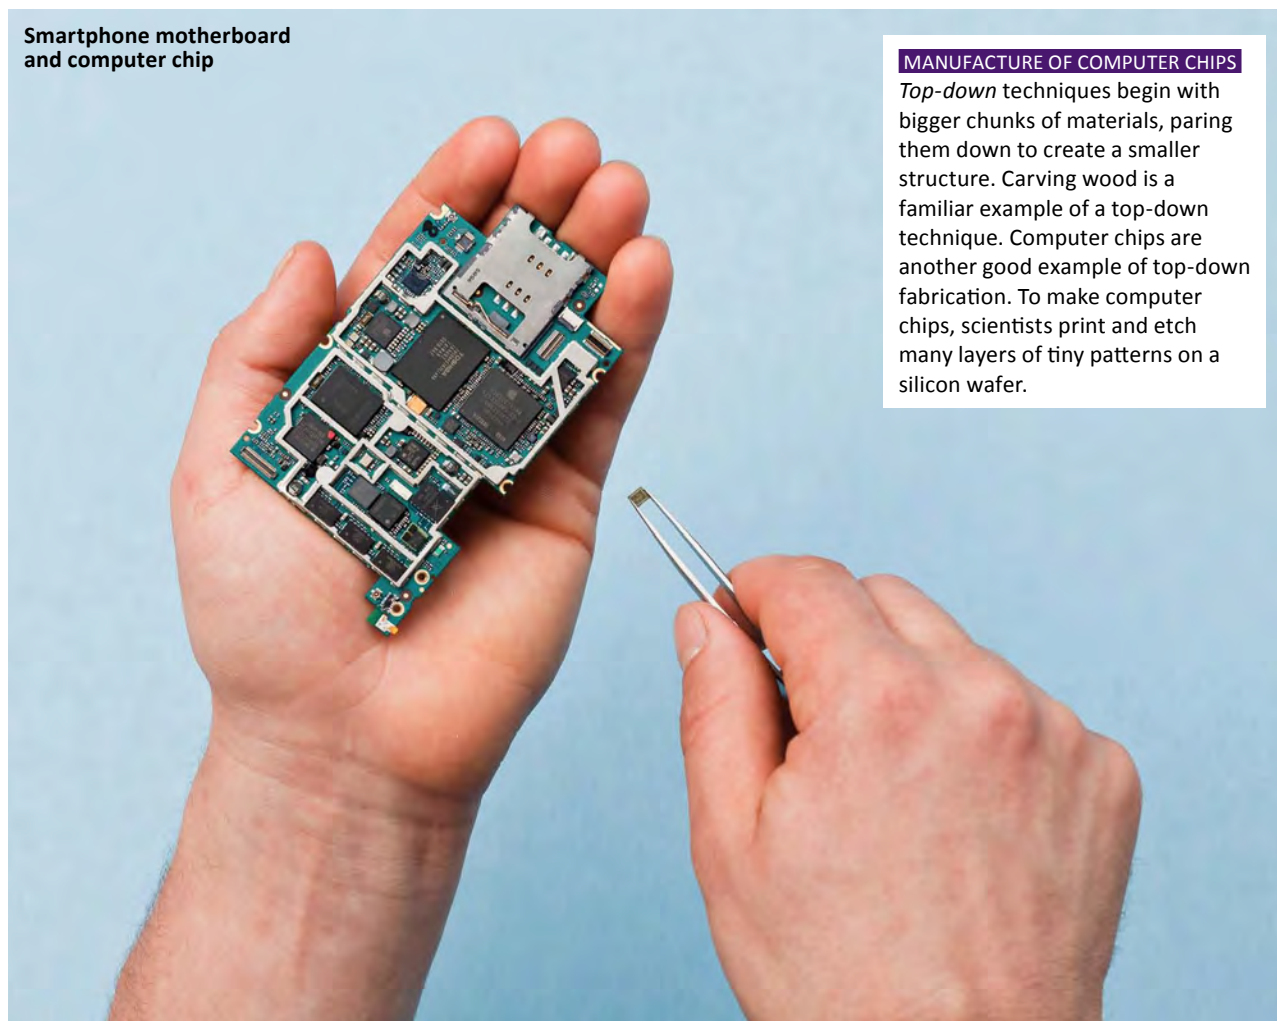 Smartphone motherboard
and computer chip
MANUFACTURE OF COMPUTER CHIPS
Top-down techniques begin with
bigger chunks of materials, paring
them down to create a smaller
structure. Carving wood is a
familiar example of a top-down
technique. Computer chips are
another good example of top-down
fabrication. To make computer
chips, scientists print and etch
many layers of tiny patterns on a
silicon wafer.
TOSHIBA